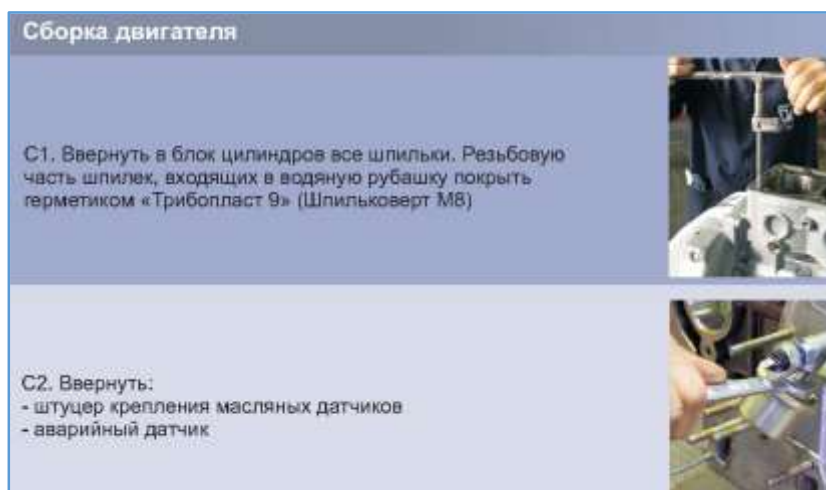 Сборка двигателя
С1. Ввернуть в блок цилиндров все шпильки. Резьбовую
часть шпилек, входящих в водяную рубашку покрыть
герметиком «Трибопласт 9» (Шпильковерт М8)
С2. Ввернуть:
- штуцер крепления масляных датчиков
- аварийный датчик